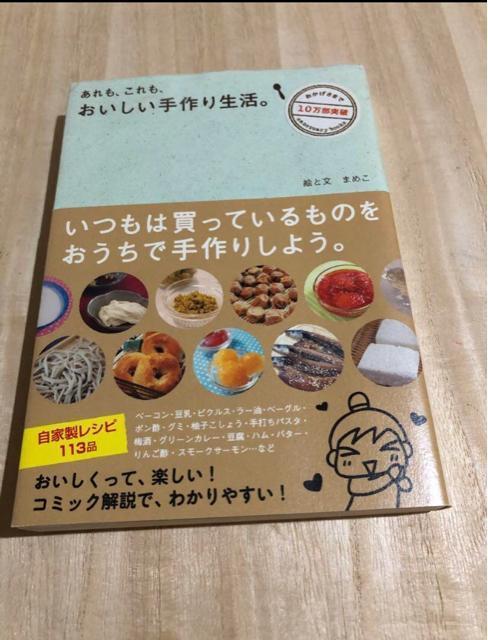 あれも、これも、
おいしい手作り生活。
おかげさまで
10万部突破
sanctuary books
絵と文 まめこ
いつもは買っているものを
おうちで手作りしよう。
自家製レシピ
113品
ベーコン・豆乳・ピクルス・ラー油・ベーグル・
ポン酢・グミ・柚子こしょう・手打ちパスタ・
梅酒・グリーンカレー・豆腐・ハム・バター・
りんご酢・スモークサーモン…など
おいしくって、楽しい！
コミック解説で、わかりやすい！